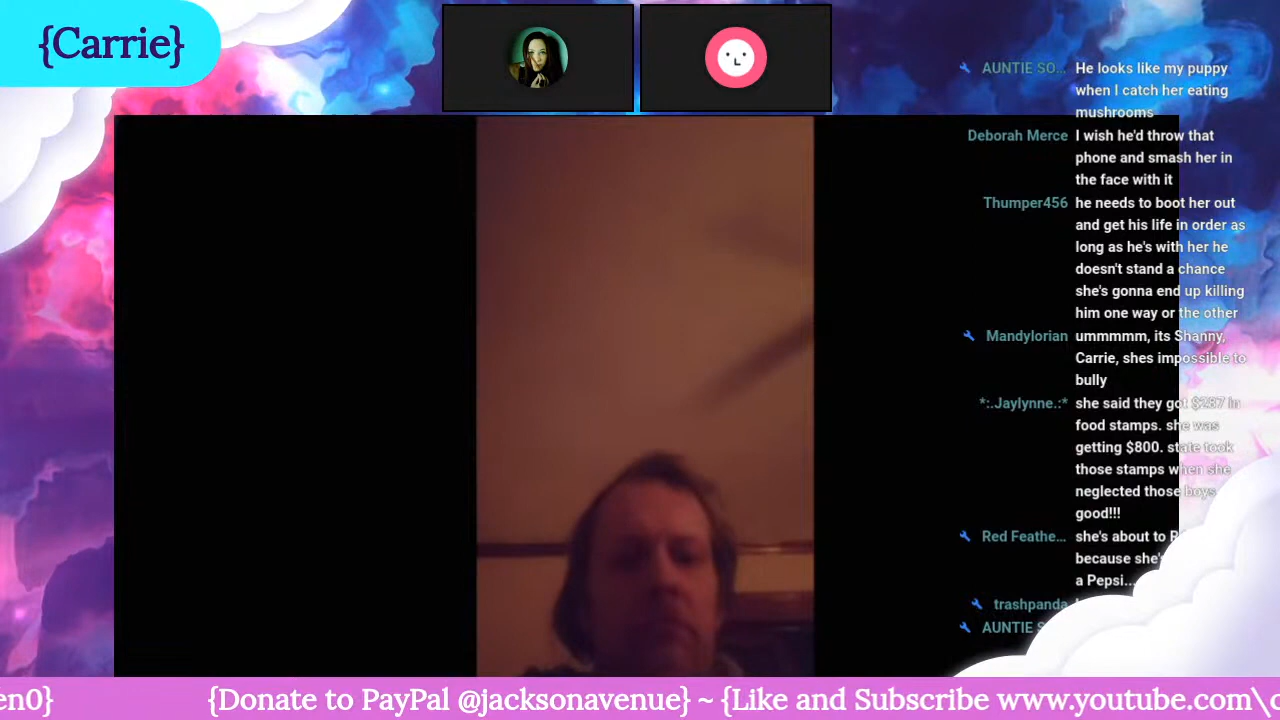 {Carrie}
AUNTIE SO... He looks like my puppy
when I catch her eating
mushrooms
Deborah Merce I wish he'd throw that
phone and smash her in
the face with it
Thumper456 he needs to boot her out
and get his life in order as
long as he's with her he
doesn't stand a chance
she's gonna end up killing
him one way or the other
Mandylorian ummmmm, its Shanny,
Carrie, shes impossible to
bully
*:.Jaylynne.:* she said they got $287 in
food stamps. she was
getting $800. state took
those stamps when she
neglected those boys
good!!!
Red Feathe... she's about to
because she's
a Pepsi...
trashpanda
AUNTIE
en0} {Donate to PayPal @jacksonavenue} ~ {Like and Subscribe www.youtube.com\